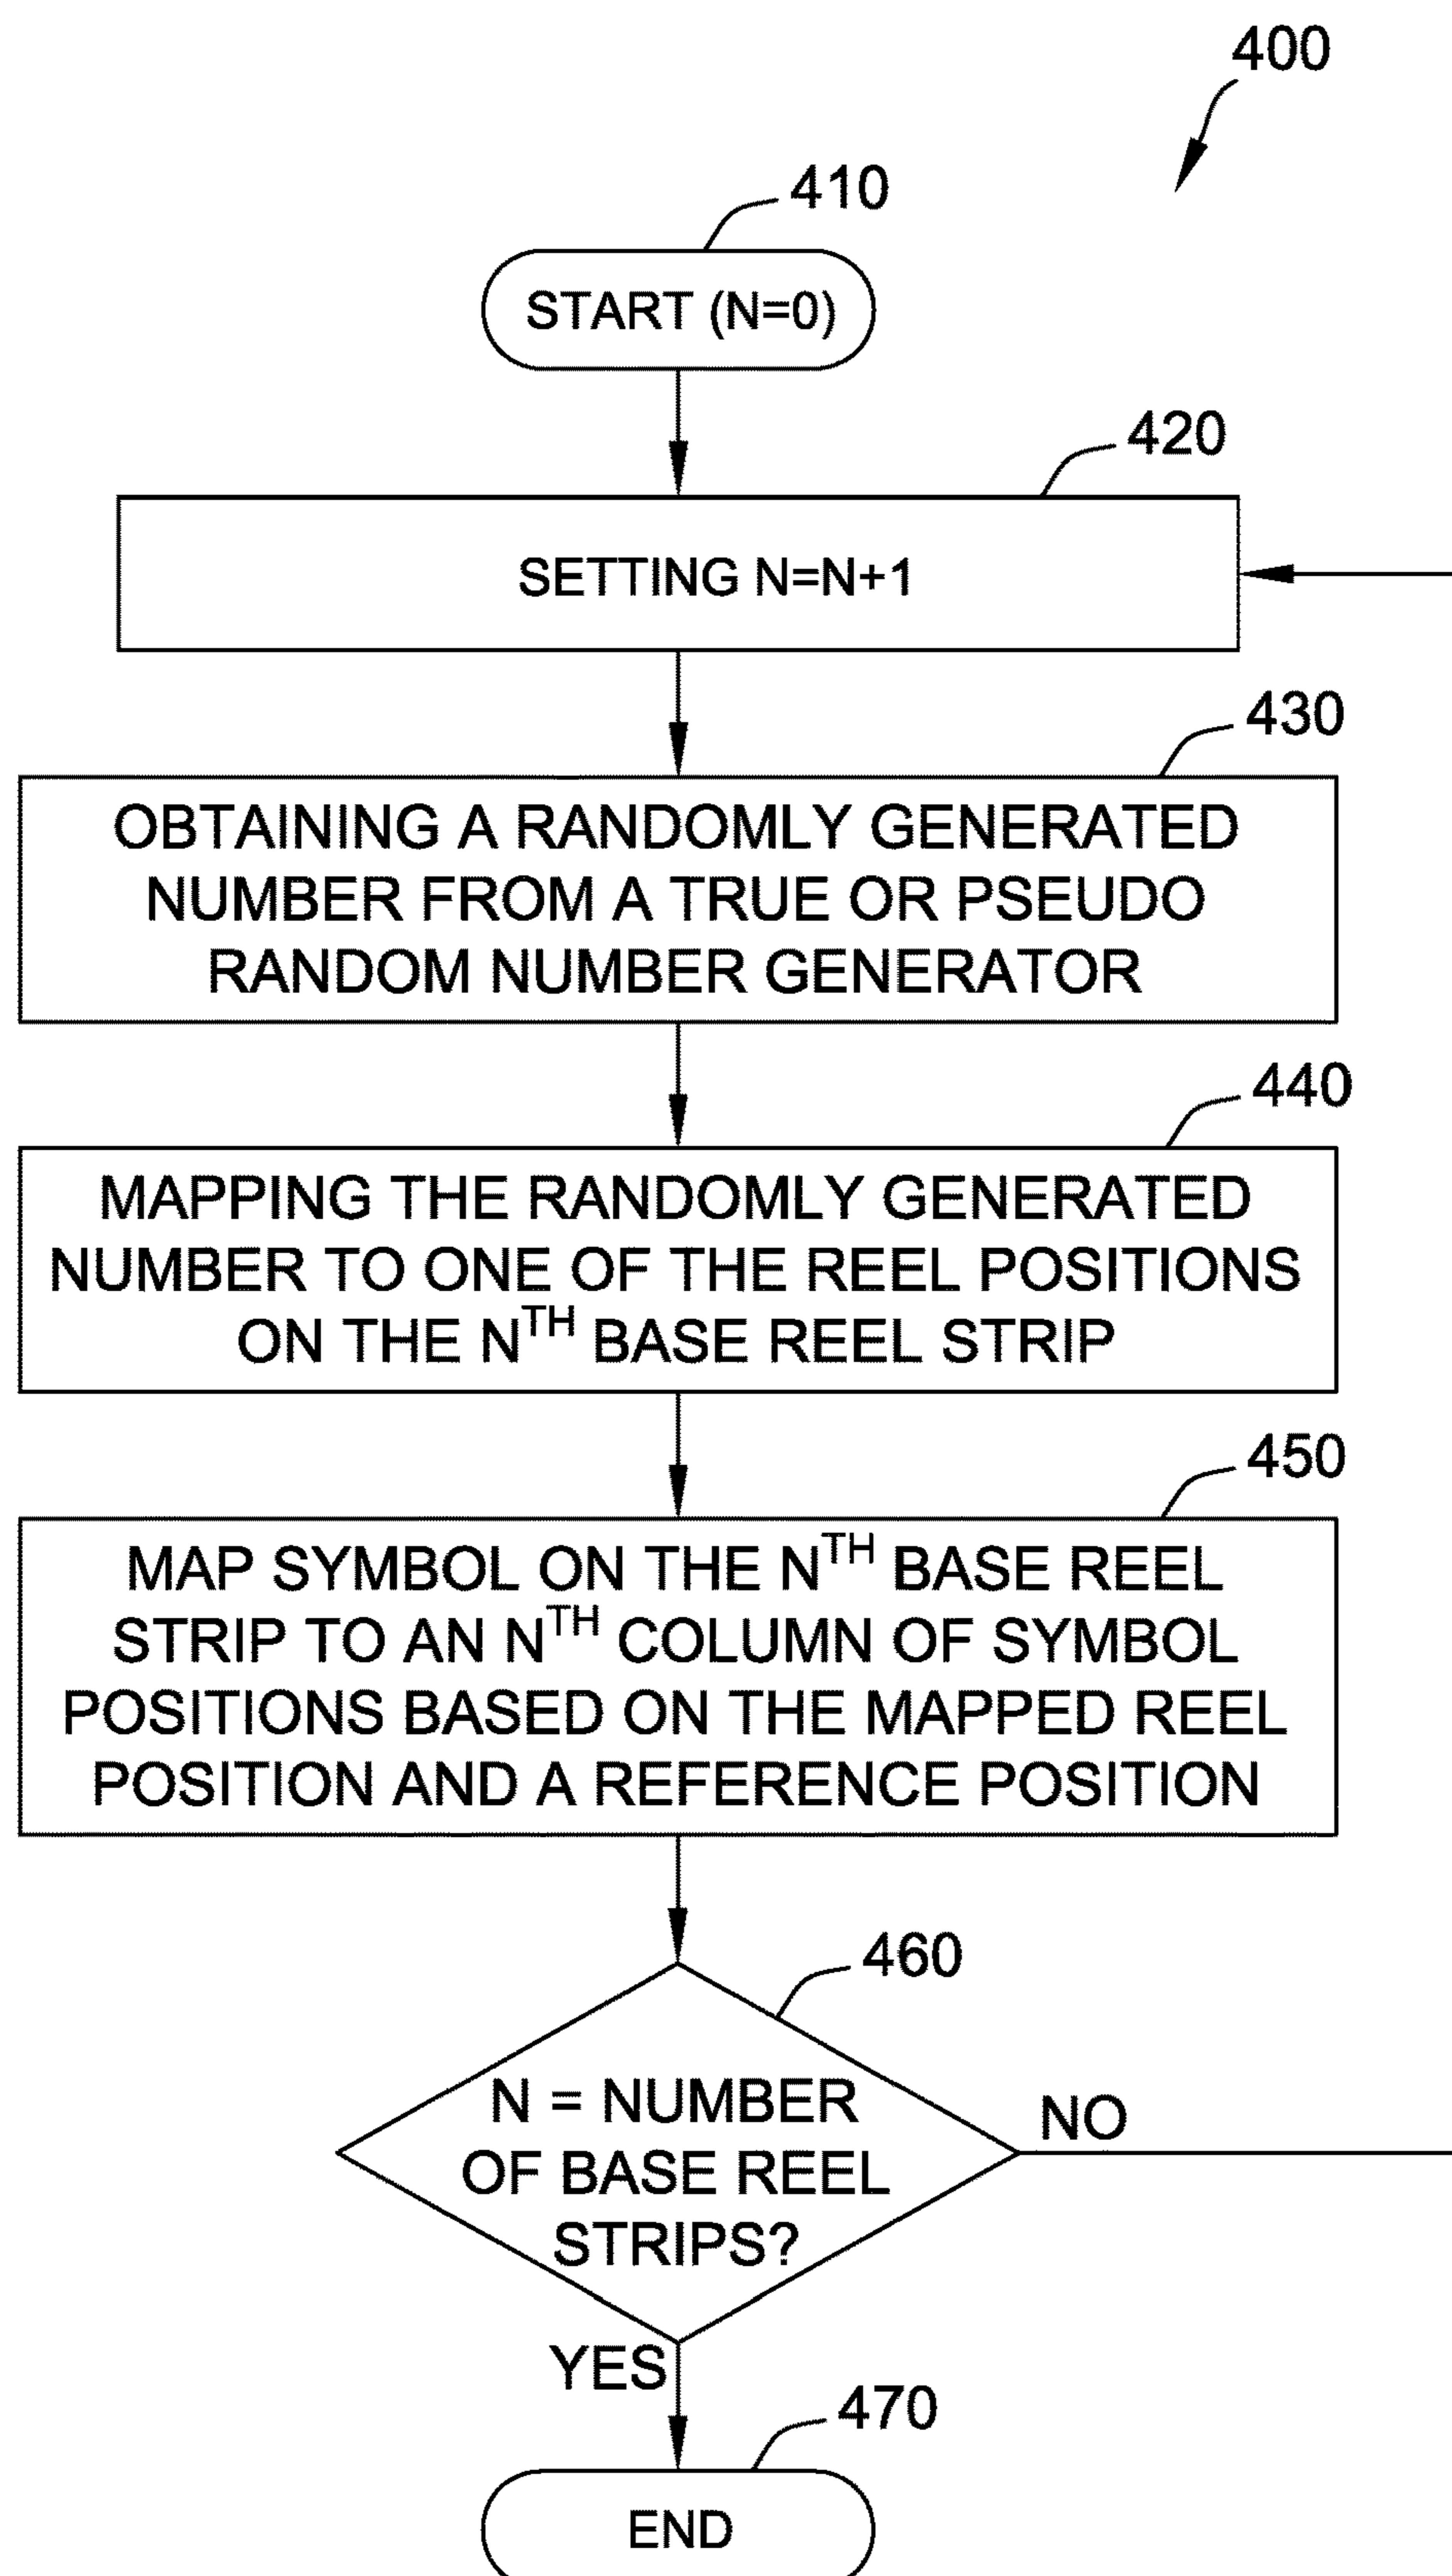 400
410
START (N=0)
420
SETTING N=N+1
430
OBTAINING A RANDOMLY GENERATED
NUMBER FROM A TRUE OR PSEUDO
RANDOM NUMBER GENERATOR
440
MAPPING THE RANDOMLY GENERATED
NUMBER TO ONE OF THE REEL POSITIONS
ON THE NTH BASE REEL STRIP
450
MAP SYMBOL ON THE NTH BASE REEL
STRIP TO AN NTH COLUMN OF SYMBOL
POSITIONS BASED ON THE MAPPED REEL
POSITION AND A REFERENCE POSITION
460
N = NUMBER
OF BASE REEL
STRIPS?
NO
YES
470
END